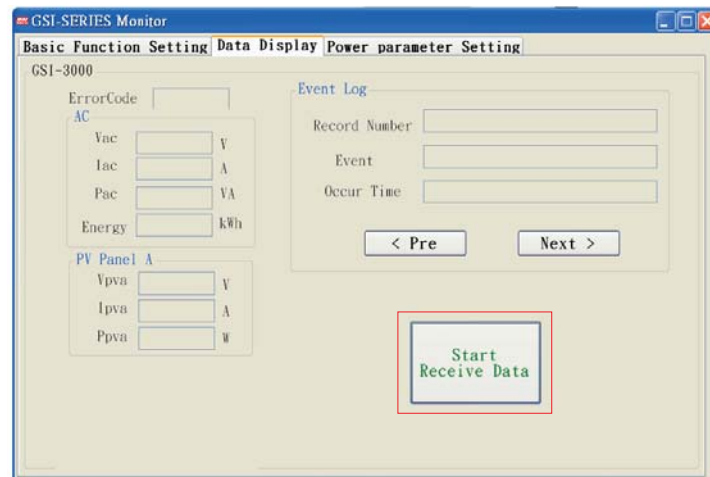 GSI-SERIES Monitor
Basic Function Setting Data Display Power parameter Setting
GSI-3000
ErrorCode
AC
Vac V
Iac A
Pac VA
Energy kWh
PV Panel A
Vpva V
Ipva A
Ppva W
Event Log
Record Number
Event
Occur Time
< Pre Next >
Start
Receive Data